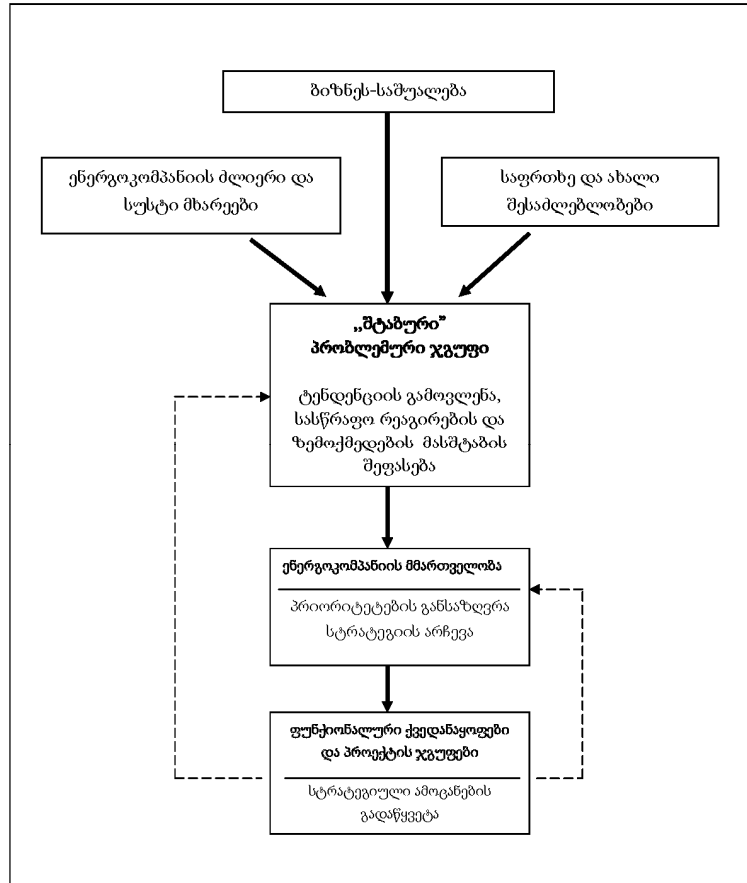 ბიზნეს-საშუალება
ენერგოკომპანიის ძლიერი და
სუსტი მხარეები
საფრთხე და ახალი
შესაძლებლობები
,,შტაბური”
პრობლემური ჯგუფი
ტენდენციის გამოვლენა,
სასწრაფო რეაგირების და
ზემოქმედების მასშტაბის
შეფასება
ენერგოკომპანიის მმართველობა
პრიორიტეტების განსაზღვრა
სტრატეგიის არჩევა
ფუნქიონალური ქვედანაყოფები
და პროექტის ჯგუფები
სტრატეგიული ამოცანების
გადაწყვეტა